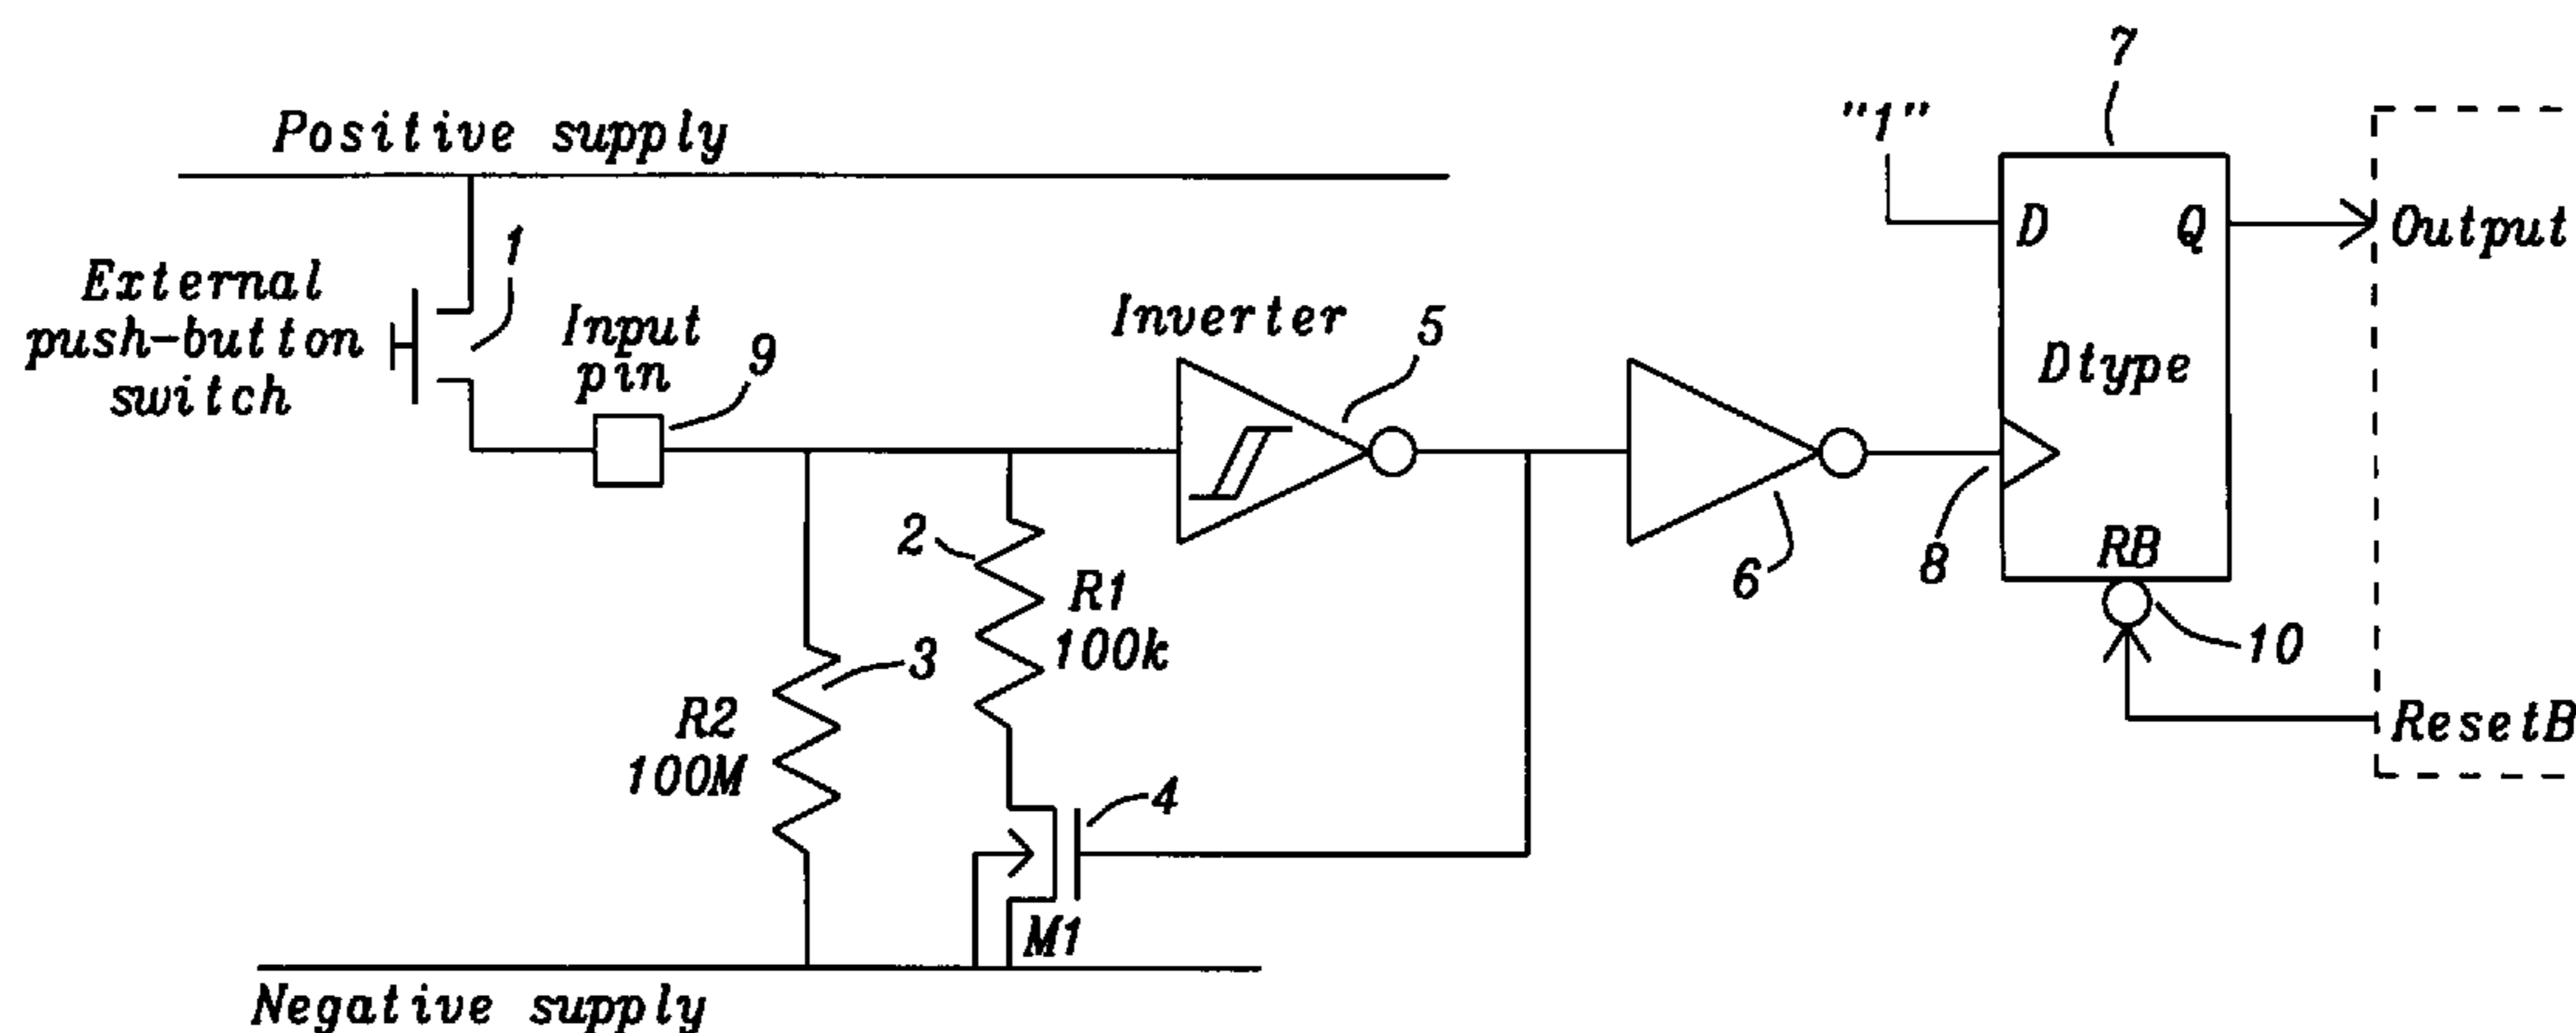 7
"1"
Positive supply
1
D
Q
Output
External
push-button
switch
Input
pin
9
Inverter
5
Dtype
2
R1
100k
6
8
RB
10
3
R2
100M
4
ResetB
M1
Negative supply